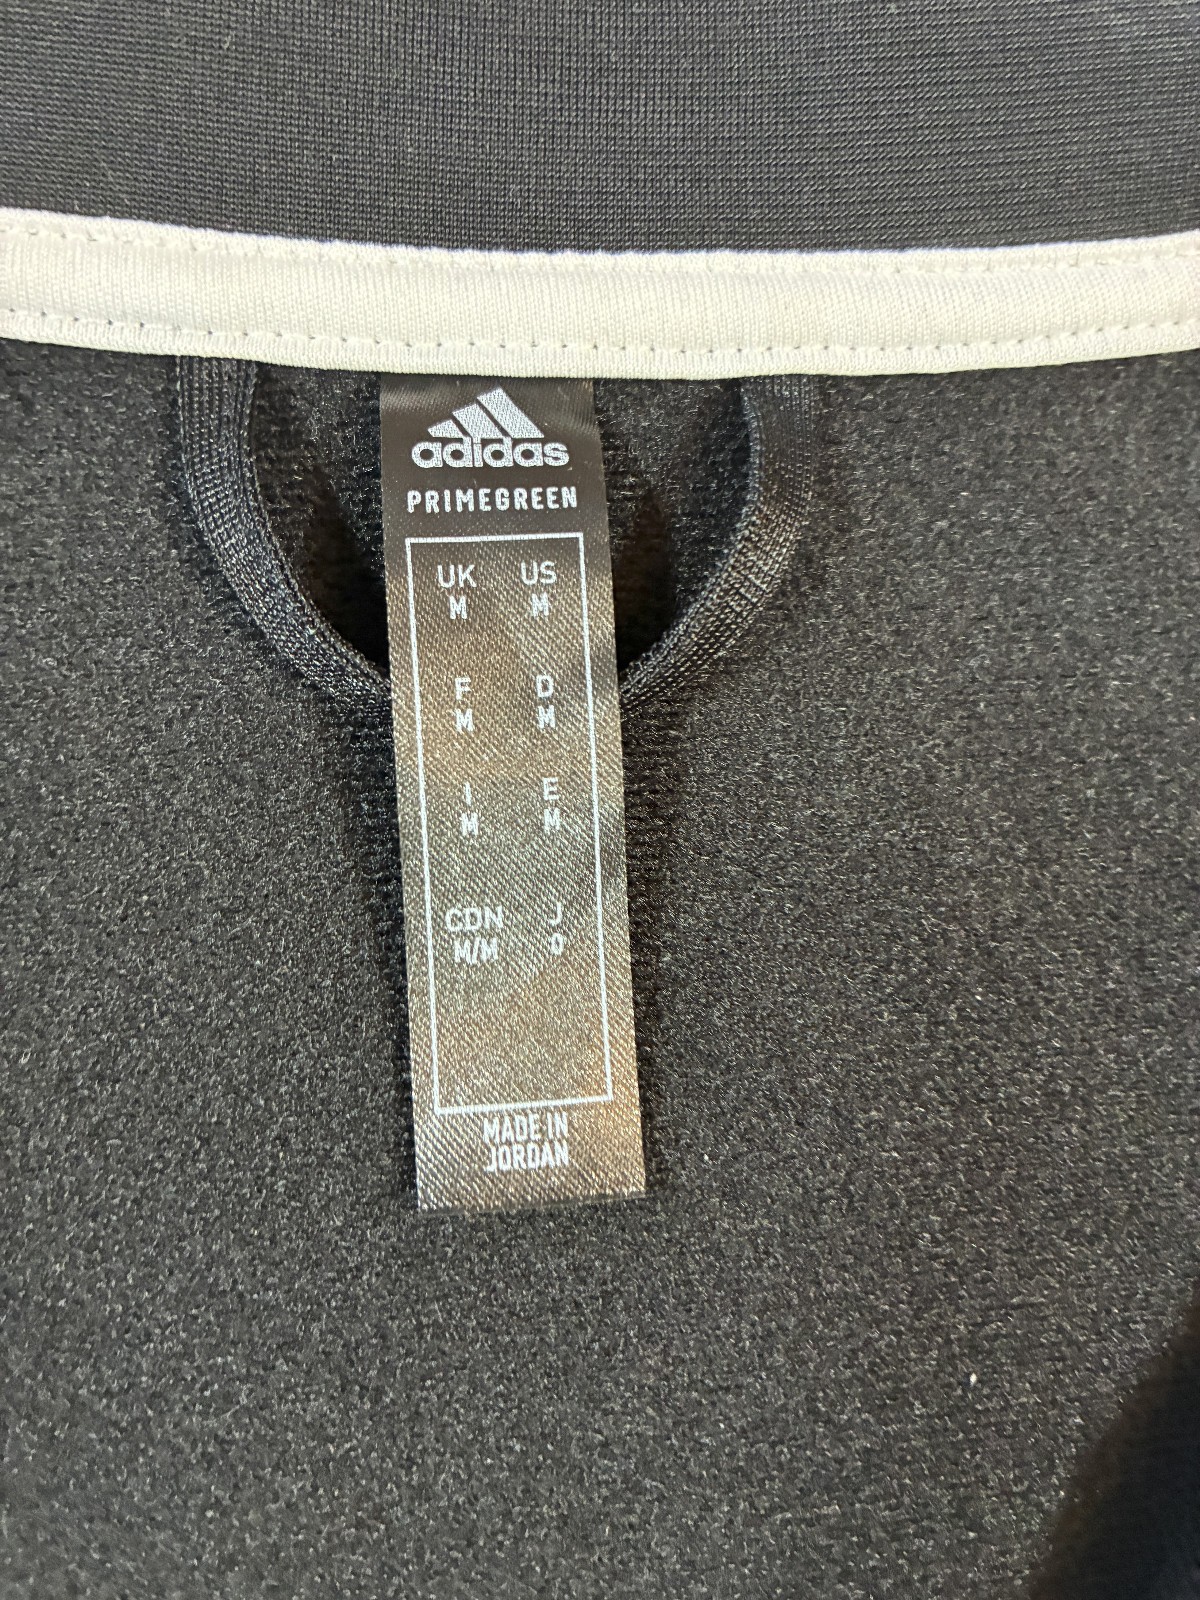 adidas
PRIMEGREEN
UK US
M M
F D
M M
I E
M M
CDN J
M/M O
MADE IN
JORDAN